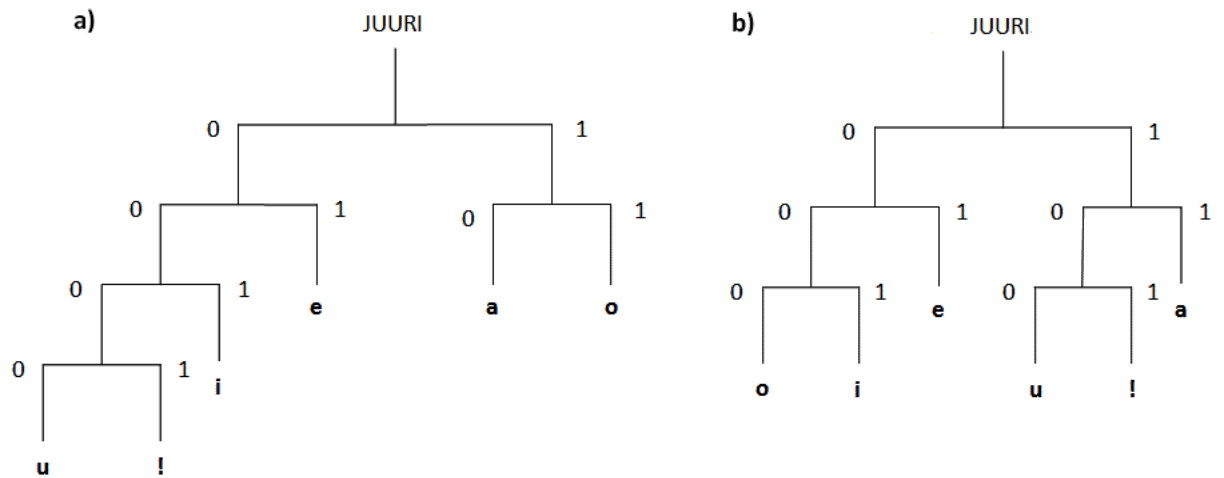 a) JUURI
0 1
0 1 0 1
0 1 e a o
0 1 i
u !
b) JUURI
0 1
0 1 0 1
0 1 e 0 1 a
o i u !